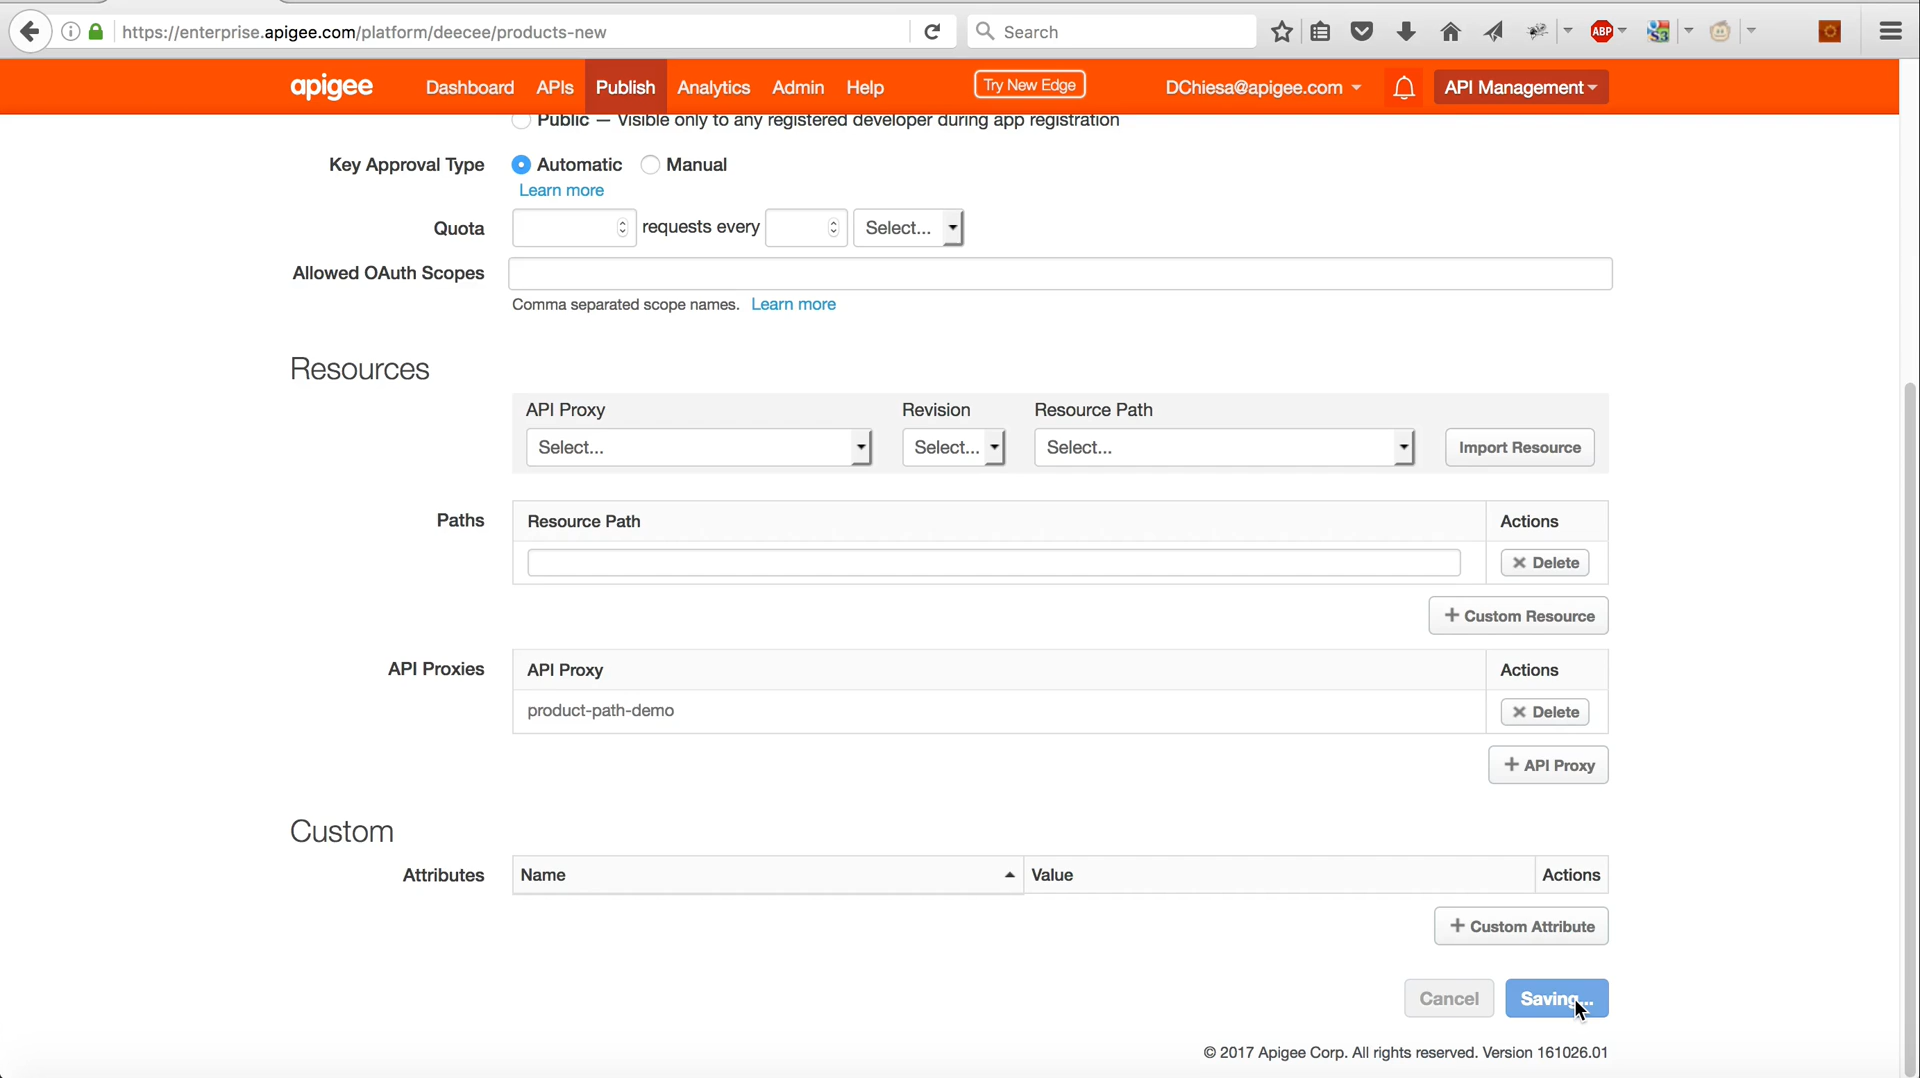 https://enterprise.apigee.com/platform/deecee/products-new
Search
ABP
S3
apigee Dashboard APIs Publish Analytics Admin Help Try New Edge DChiesa@apigee.com API Management
Public — Visible only to any registered developer during app registration
Key Approval Type Automatic Manual
Learn more
Quota requests every Select...
Allowed OAuth Scopes
Comma separated scope names. Learn more
Resources
API Proxy Revision Resource Path
Select... Select... Select... Import Resource
Paths Resource Path Actions
Delete
+ Custom Resource
API Proxies API Proxy Actions
product-path-demo Delete
+ API Proxy
Custom
Attributes Name Value Actions
+ Custom Attribute
Cancel Saving...
© 2017 Apigee Corp. All rights reserved. Version 161026.01